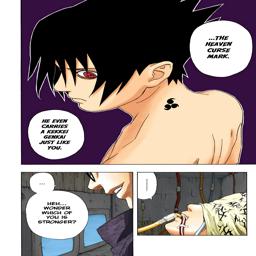 ...THE
HEAVEN
CURSE
MARK.
HE EVEN
CARRIES
A KEKKEI
GENKAI
JUST LIKE
YOU.
...
HEH...
WONDER
WHICH OF
YOU IS
STRONGER?
...